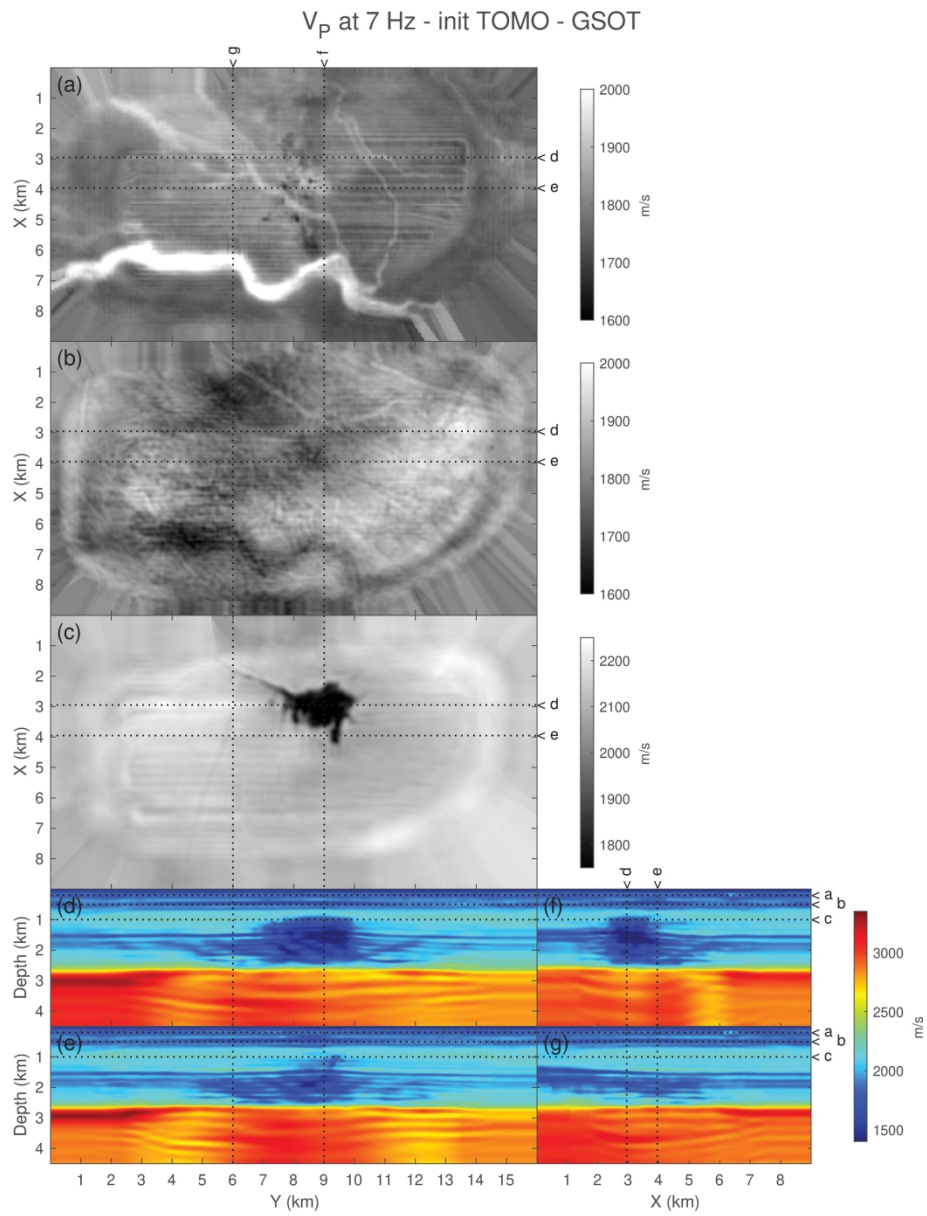 V_P at 7 Hz - init TOMO - GSOT
< g
< f
(a)
1
2
3
4
5
6
7
8
X (km)
< d
< e
2000
1900
1800
1700
1600
m/s
(b)
1
2
3
4
5
6
7
8
X (km)
< d
< e
2000
1900
1800
1700
1600
m/s
(c)
1
2
3
4
5
6
7
8
X (km)
< d
< e
2200
2100
2000
1900
1800
m/s
< d
< e
(d)
1
2
3
4
Depth (km)
(f)
< a
< b
< c
(e)
1
2
3
4
Depth (km)
(g)
< a
< b
< c
3000
2500
2000
1500
m/s
1 2 3 4 5 6 7 8 9 10 11 12 13 14 15
Y (km)
1 2 3 4 5 6 7 8
X (km)